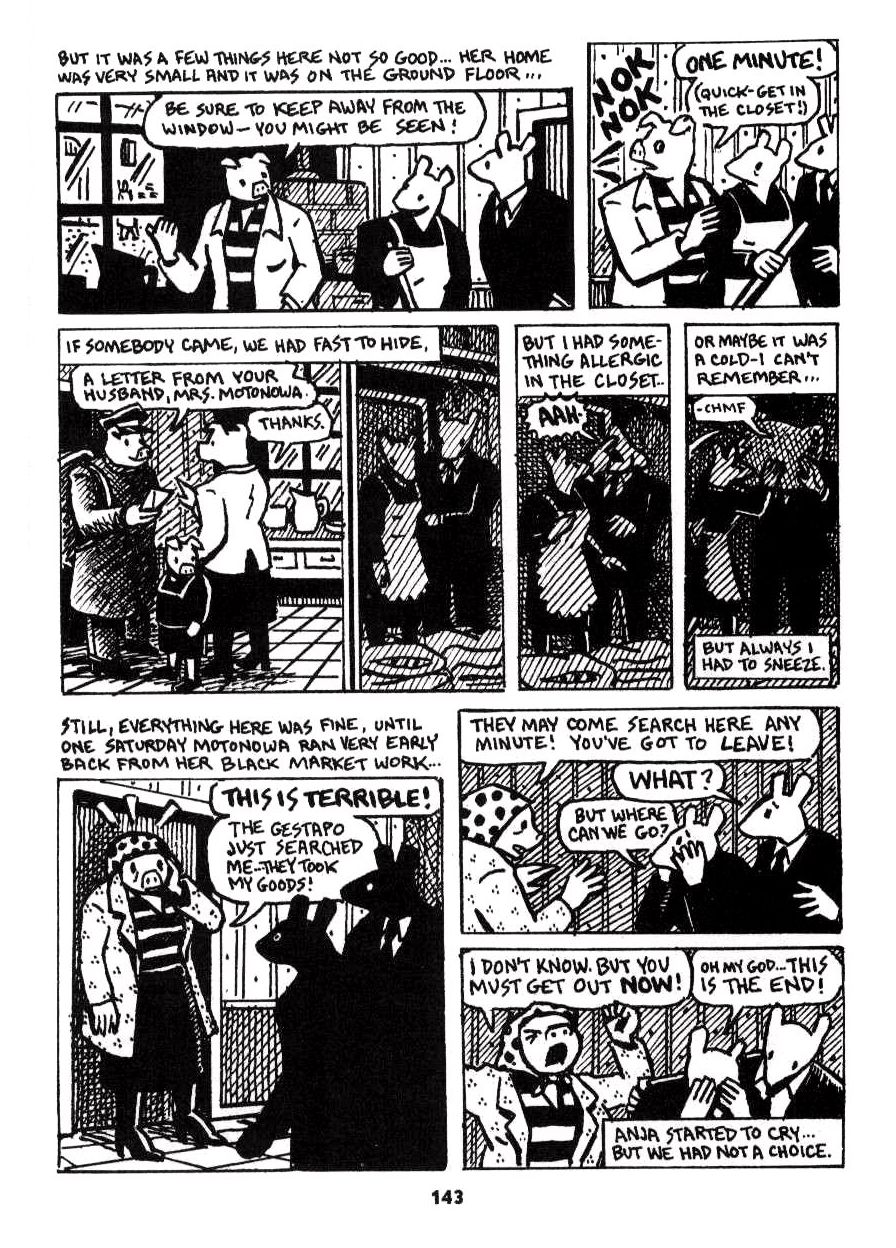 BUT IT WAS A FEW THINGS HERE NOT SO GOOD... HER HOME
WAS VERY SMALL AND IT WAS ON THE GROUND FLOOR...
BE SURE TO KEEP AWAY FROM THE
WINDOW—YOU MIGHT BE SEEN!
NOK
NOK
ONE MINUTE!
(QUICK-GET IN
THE CLOSET!)
IF SOMEBODY CAME, WE HAD FAST TO HIDE.
A LETTER FROM YOUR
HUSBAND, MRS. MOTONOWA.
THANKS.
BUT I HAD SOME-
THING ALLERGIC
IN THE CLOSET..
AAH-
OR MAYBE IT WAS
A COLD-I CAN'T
REMEMBER...
-CHMF
BUT ALWAYS I
HAD TO SNEEZE.
STILL, EVERYTHING HERE WAS FINE, UNTIL
ONE SATURDAY MOTONOWA RAN VERY EARLY
BACK FROM HER BLACK MARKET WORK...
THIS IS TERRIBLE!
THE GESTAPO
JUST SEARCHED
ME...THEY TOOK
MY GOODS!
THEY MAY COME SEARCH HERE ANY
MINUTE! YOU'VE GOT TO LEAVE!
WHAT?
BUT WHERE
CAN WE GO?
I DON'T KNOW. BUT YOU
MUST GET OUT NOW!
OH MY GOD...THIS
IS THE END!
ANJA STARTED TO CRY...
BUT WE HAD NOT A CHOICE.
143